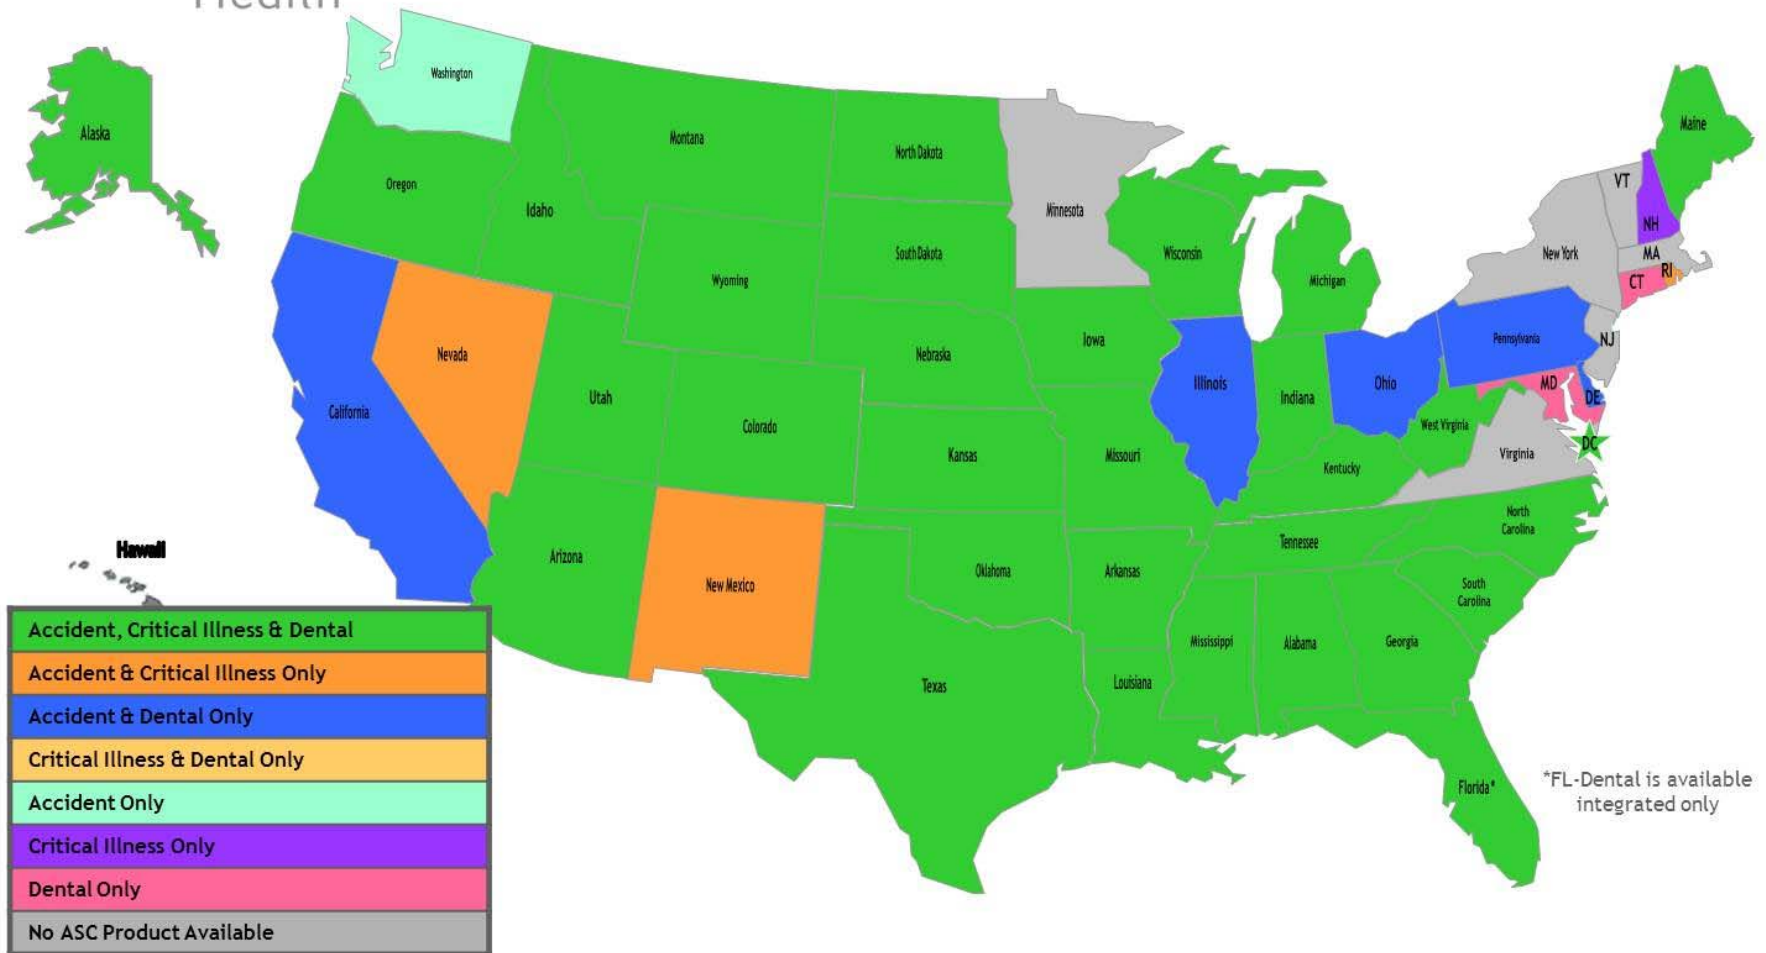 Health
Washington
Alaska
Montana
North Dakota
Maine
Oregon
Idaho
Minnesota
VT
NH
Wisconsin
South Dakota
New York
MA
RI
CT
Wyoming
Michigan
Iowa
Nebraska
Pennsylvania
NJ
Nevada
Utah
California
Colorado
Illinois
Indiana
Ohio
MD
DE
West Virginia
DC
Kansas
Missouri
Kentucky
Virginia
North
Carolina
Hawaii
Arizona
New Mexico
Oklahoma
Arkansas
Tennessee
South
Carolina
Mississippi
Alabama
Georgia
Texas
Louisiana
Florida*
*FL-Dental is available
integrated only
Accident, Critical Illness & Dental
Accident & Critical Illness Only
Accident & Dental Only
Critical Illness & Dental Only
Accident Only
Critical Illness Only
Dental Only
No ASC Product Available